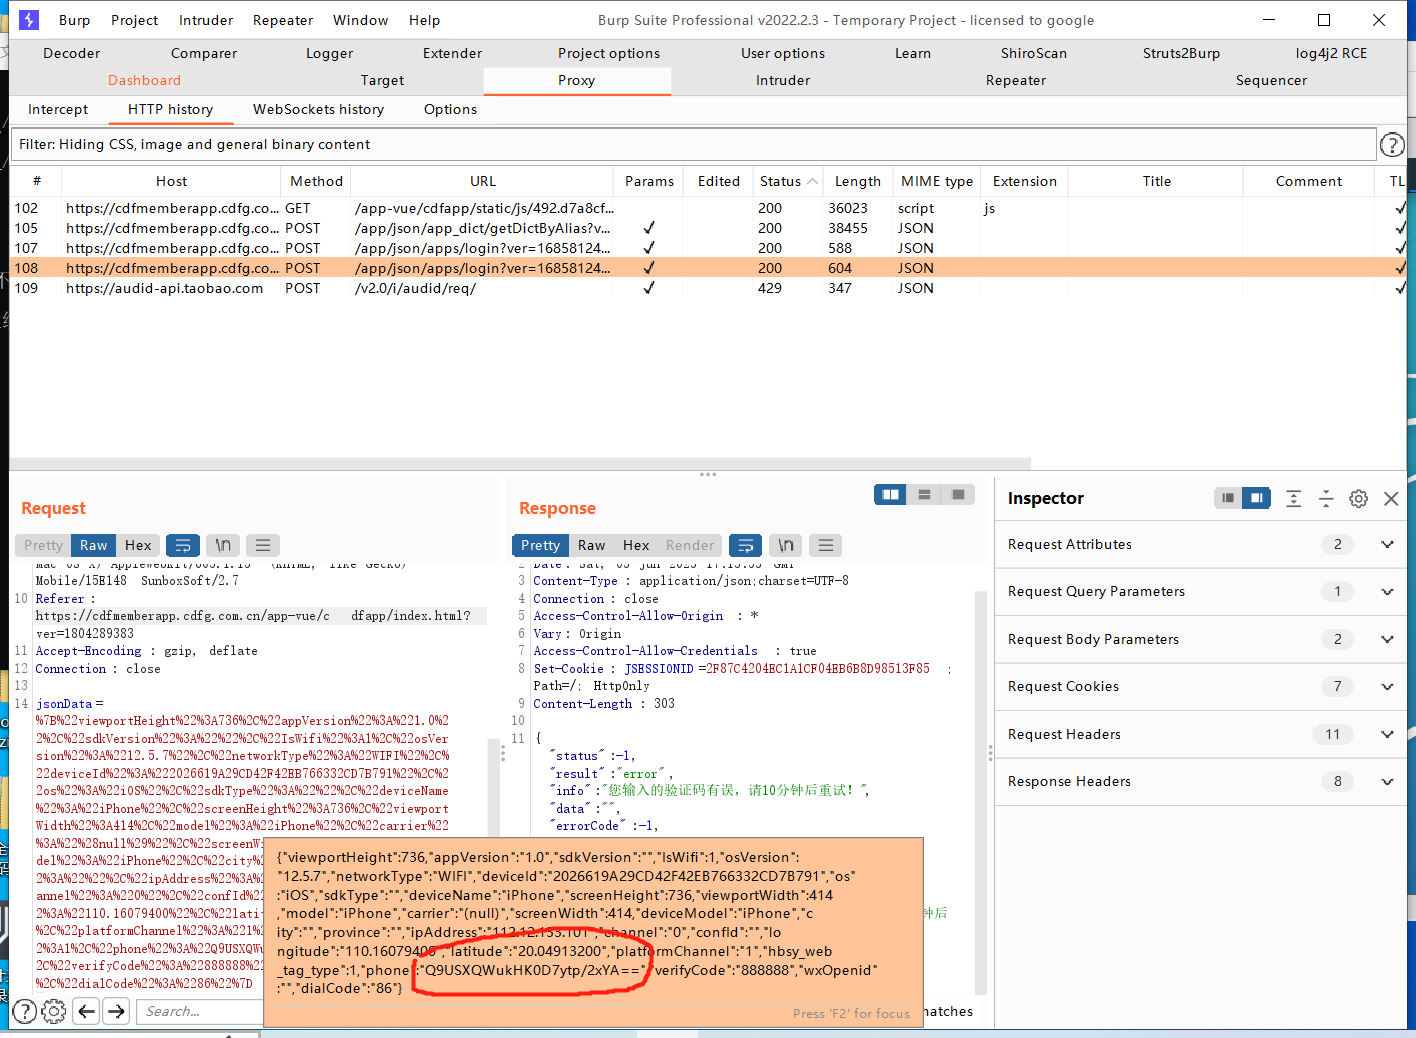 Burp Project Intruder Repeater Window Help Burp Suite Professional v2022.2.3 - Temporary Project - licensed to google
Decoder Comparer Logger Extender Project options User options Learn ShiroScan Struts2Burp log4j2 RCE
Dashboard Target Proxy Intruder Repeater Sequencer
Intercept HTTP history WebSockets history Options
Filter: Hiding CSS, image and general binary content
# Host Method URL Params Edited Status Length MIME type Extension Title Comment TL
102 https://cdfmemberapp.cdfg.co... GET /app-vue/cdfapp/static/js/492.d7a8cf... 200 36023 script js ✓
105 https://cdfmemberapp.cdfg.co... POST /app/json/app_dict/getDictByAlias?v... ✓ 200 38455 JSON ✓
107 https://cdfmemberapp.cdfg.co... POST /app/json/apps/login?ver=16858124... ✓ 200 588 JSON ✓
108 https://cdfmemberapp.cdfg.co... POST /app/json/apps/login?ver=16858124... ✓ 200 604 JSON ✓
109 https://audid-api.taobao.com POST /v2.0/i/audid/req/ ✓ 429 347 JSON ✓
Request
Pretty Raw Hex \n
Mobile/15E148 SunboxSoft/2.7
10 Referer :
https://cdfmemberapp.cdfg.com.cn/app-vue/c dfapp/index.html?
ver=1804289383
11 Accept-Encoding : gzip, deflate
12 Connection : close
13
14 jsonData =
%7B%22viewportHeight%22%3A736%2C%22appVersion%22%3A%221.0%2
2%2C%22sdkVersion%22%3A%22%22%2C%22IsWifi%22%3A1%2C%22osVer
sion%22%3A%2212.5.7%22%2C%22networkType%22%3A%22WIFI%22%2C%
22deviceId%22%3A%222026619A29CD42F42EB766332CD7B791%22%2C%2
2os%22%3A%22iOS%22%2C%22sdkType%22%3A%22%22%2C%22deviceName
%22%3A%22iPhone%22%2C%22screenHeight%22%3A736%2C%22viewport
Width%22%3A414%2C%22model%22%3A%22iPhone%22%2C%22carrier%22
%3A%22%28null%29%22%2C%22screenWi
del%22%3A%22iPhone%22%2C%22city%2
2%3A%22%22%2C%22ipAddress%22%3A%2
annel%22%3A%220%22%2C%22confId%22
2%3A%22110.16079400%22%2C%22latit
%2C%22platformChannel%22%3A%221%2
2%3A1%2C%22phone%22%3A%22Q9USXQWu
2C%22verifyCode%22%3A%22888888%22
%2C%22dialCode%22%3A%2286%22%7D
Search...
Response
Pretty Raw Hex Render \n
3 Content-Type : application/json;charset=UTF-8
4 Connection : close
5 Access-Control-Allow-Origin : *
6 Vary : Origin
7 Access-Control-Allow-Credentials : true
8 Set-Cookie : JSESSIONID =2F87C4204EC1A1CF04EB6B8D98513F85 ;
Path=/; HttpOnly
9 Content-Length : 303
10
11 {
"status" :-1,
"result" :"error" ,
"info" :"您输入的验证码有误，请10分钟后重试！",
"data" :"",
"errorCode" :-1,
钟后
matches
{"viewportHeight":736,"appVersion":"1.0","sdkVersion":"","IsWifi":1,"osVersion":
"12.5.7","networkType":"WIFI","deviceId":"2026619A29CD42F42EB766332CD7B791","os"
:"iOS","sdkType":"","deviceName":"iPhone","screenHeight":736,"viewportWidth":414
,"model":"iPhone","carrier":"(null)","screenWidth":414,"deviceModel":"iPhone","c
ity":"","province":"","ipAddress":"112.12.153.101","channel":"0","confId":"","lo
ngitude":"110.16079400","latitude":"20.04913200","platformChannel":"1","hbsy_web
_tag_type":1,"phone":"Q9USXQWukHK0D7ytp/2xYA==","verifyCode":"888888","wxOpenid"
:"","dialCode":"86"}
Press 'F2' for focus
Inspector
Request Attributes 2
Request Query Parameters 1
Request Body Parameters 2
Request Cookies 7
Request Headers 11
Response Headers 8